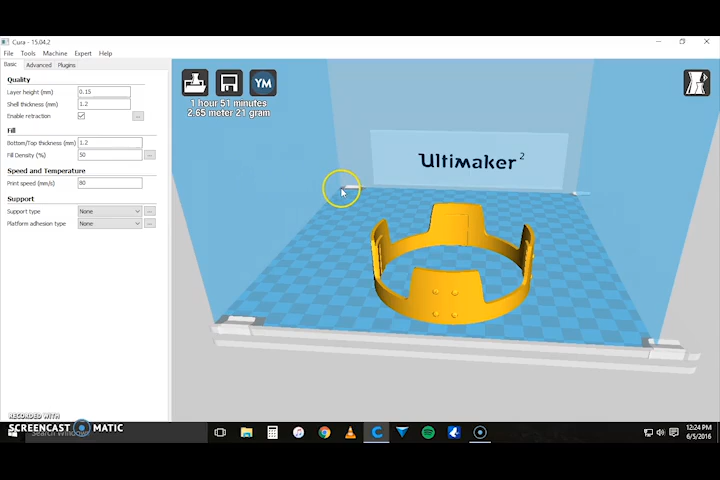 Cura - 15.04.2
File Tools Machine Expert Help
Basic Advanced Plugins
Quality
Layer height (mm) 0.15
Shell thickness (mm) 1.2
Enable retraction ...
Fill
Bottom/Top thickness (mm) 1.2
Fill Density (%) 50 ...
Speed and Temperature
Print speed (mm/s) 80
Support
Support type None ...
Platform adhesion type None ...
YM
1 hour 51 minutes
2.65 meter 21 gram
Ultimaker 2
RECORDED WITH
SCREENCAST MATIC
Search Windows
12:24 PM
6/5/2016